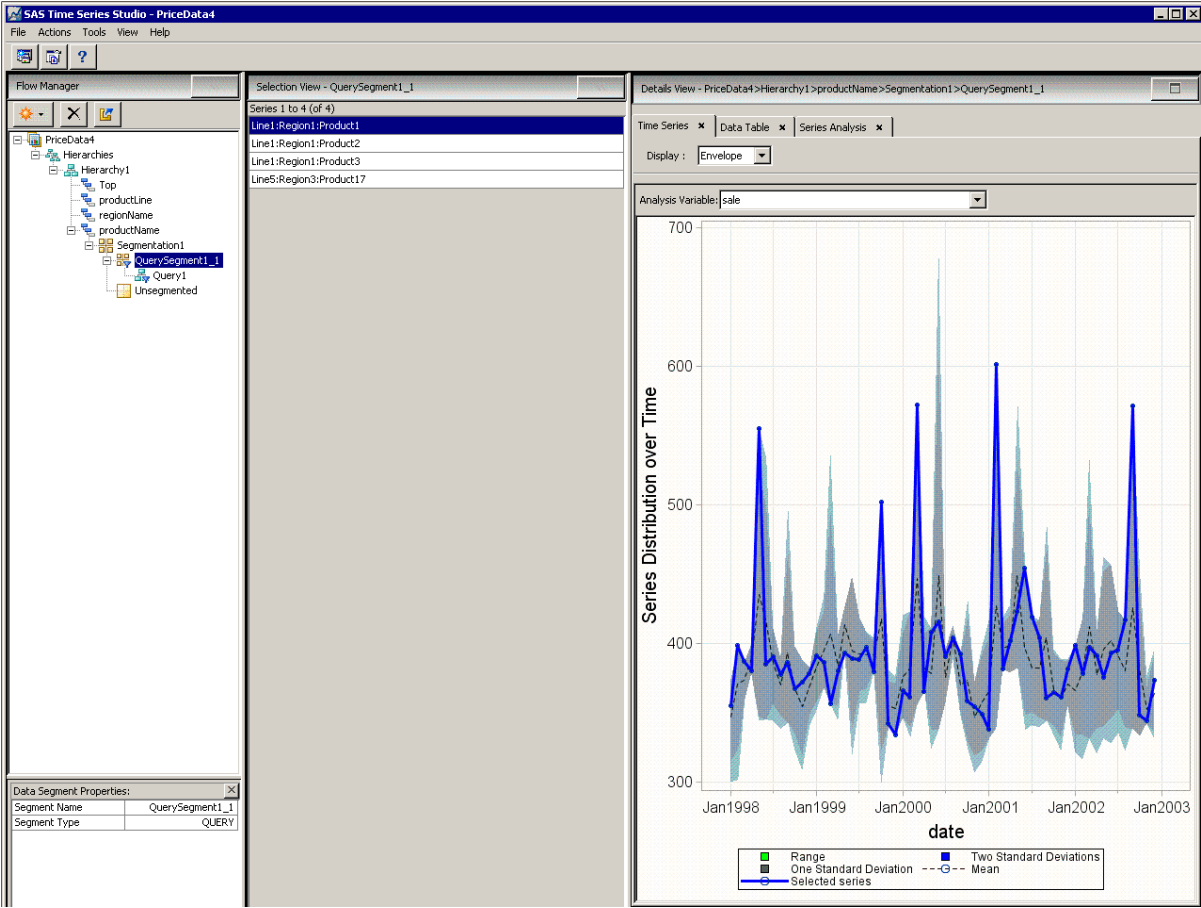 SAS Time Series Studio - PriceData4
File Actions Tools View Help
Flow Manager
PriceData4
Hierarchies
Hierarchy1
Top
productLine
regionName
productName
Segmentation1
QuerySegment1_1
Query1
Unsegmented
Data Segment Properties:
Segment Name QuerySegment1_1
Segment Type QUERY
Selection View - QuerySegment1_1
Series 1 to 4 (of 4)
Line1:Region1:Product1
Line1:Region1:Product2
Line1:Region1:Product3
Line5:Region3:Product17
Details View - PriceData4>Hierarchy1>productName>Segmentation1>QuerySegment1_1
Time Series Data Table Series Analysis
Display : Envelope
Analysis Variable: sale
Series Distribution over Time
700
600
500
400
300
Jan1998 Jan1999 Jan2000 Jan2001 Jan2002 Jan2003
date
Range Two Standard Deviations
One Standard Deviation Mean
Selected series